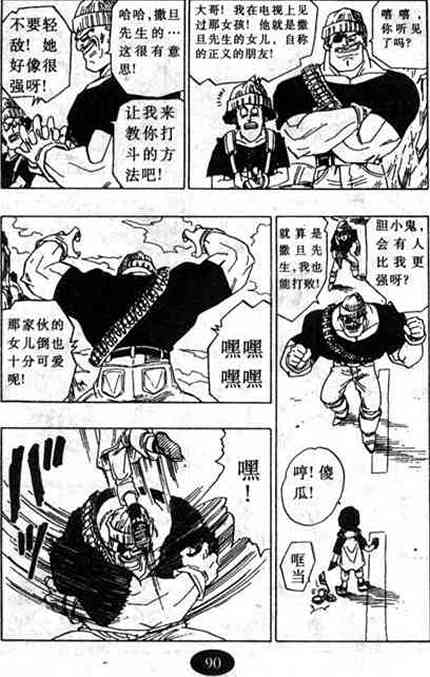 嘻嘻，
你听见
了吗？
大哥！我在电视上见
过那女孩！他就是撒
旦先生的女儿，自称
的正义的朋友！
哈哈，撒旦
先生的…
这很有意
思！
让我来
教你打
斗的方
法吧！
不要轻
敌！她
好像很
强呀！
胆小鬼，
会有人
比我更
强呀？
就算是
撒旦先
生，我也
能打败！
哼！傻
瓜！
哐当
那家伙的
女儿倒也
十分可爱
呢！
嘿嘿
嘿嘿
嘿！
90